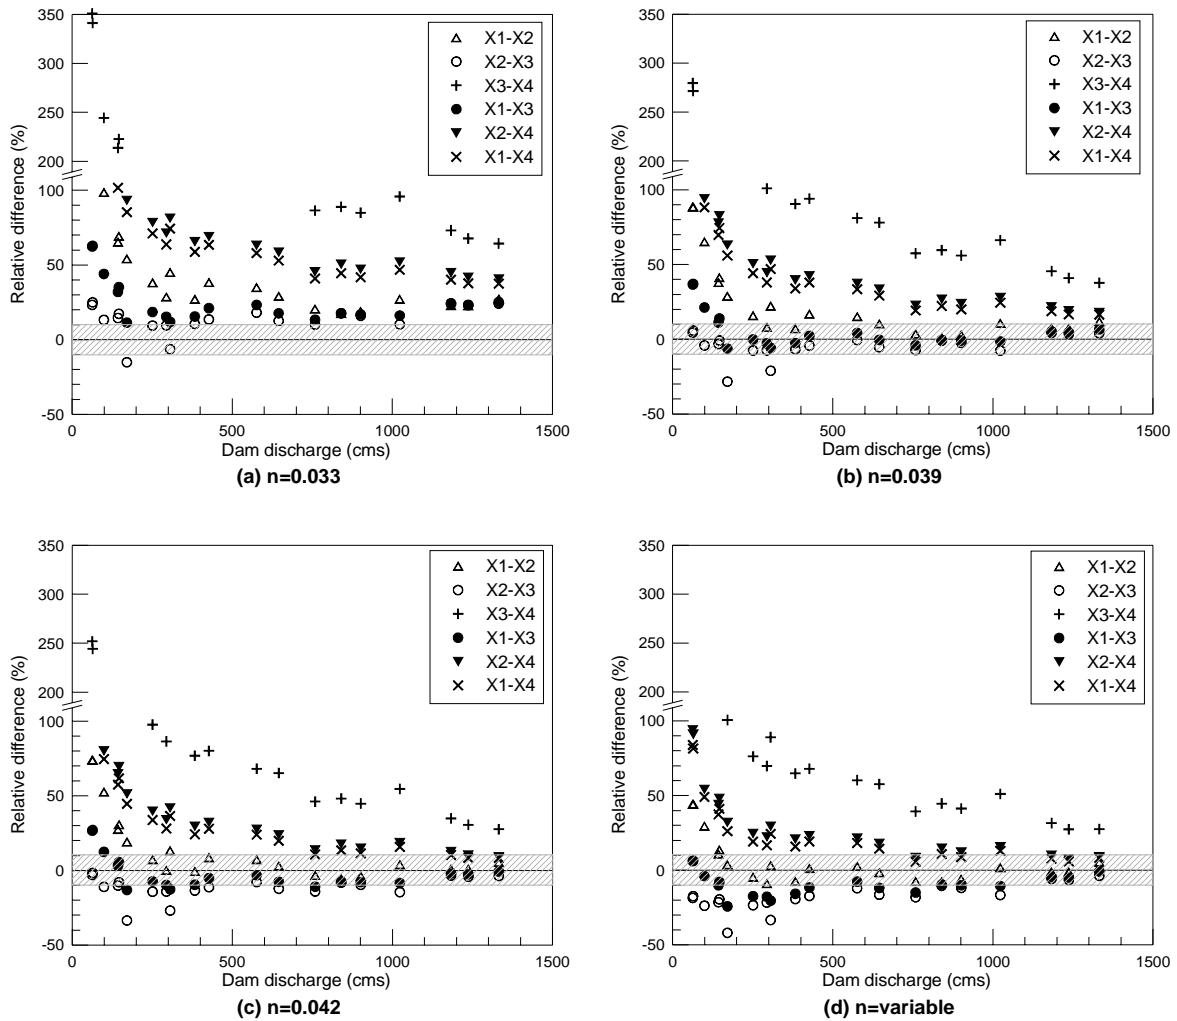 350
300
250
200
100
50
0
-50
Relative difference (%)
X1-X2
X2-X3
X3-X4
X1-X3
X2-X4
X1-X4
0 500 1000 1500
Dam discharge (cms)
(a) n=0.033
350
300
250
200
100
50
0
-50
Relative difference (%)
X1-X2
X2-X3
X3-X4
X1-X3
X2-X4
X1-X4
0 500 1000 1500
Dam discharge (cms)
(b) n=0.039
350
300
250
200
100
50
0
-50
Relative difference (%)
X1-X2
X2-X3
X3-X4
X1-X3
X2-X4
X1-X4
0 500 1000 1500
Dam discharge (cms)
(c) n=0.042
350
300
250
200
100
50
0
-50
Relative difference (%)
X1-X2
X2-X3
X3-X4
X1-X3
X2-X4
X1-X4
0 500 1000 1500
Dam discharge (cms)
(d) n=variable